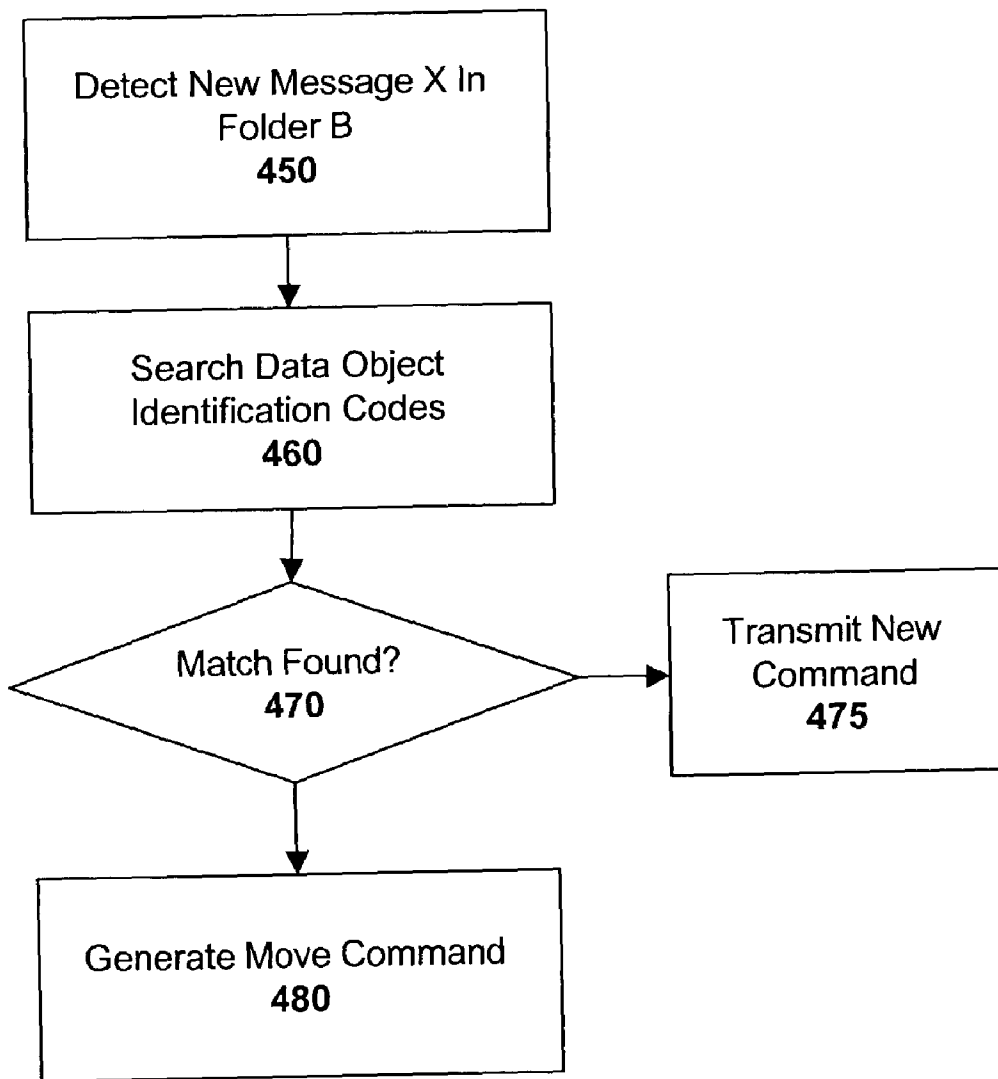 Detect New Message X In
Folder B
450
Search Data Object
Identification Codes
460
Match Found?
470
Transmit New
Command
475
Generate Move Command
480